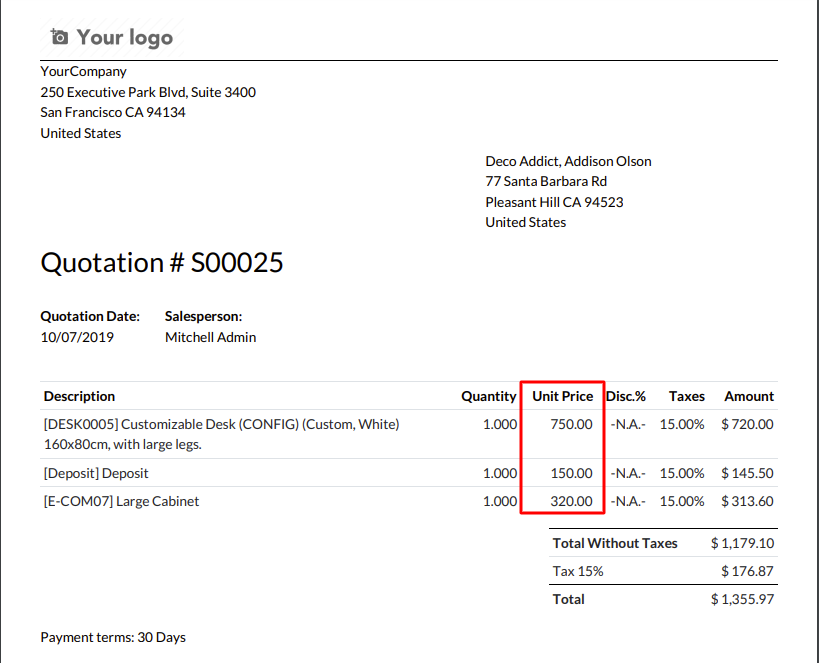 Your logo
YourCompany
250 Executive Park Blvd, Suite 3400
San Francisco CA 94134
United States
Deco Addict, Addison Olson
77 Santa Barbara Rd
Pleasant Hill CA 94523
United States
Quotation # S00025
Quotation Date: Salesperson:
10/07/2019 Mitchell Admin
Description Quantity Unit Price Disc.% Taxes Amount
[DESK0005] Customizable Desk (CONFIG) (Custom, White) 1.000 750.00 -N.A.- 15.00% $ 720.00
160x80cm, with large legs.
[Deposit] Deposit 1.000 150.00 -N.A.- 15.00% $ 145.50
[E-COM07] Large Cabinet 1.000 320.00 -N.A.- 15.00% $ 313.60
Total Without Taxes $ 1,179.10
Tax 15% $ 176.87
Total $ 1,355.97
Payment terms: 30 Days